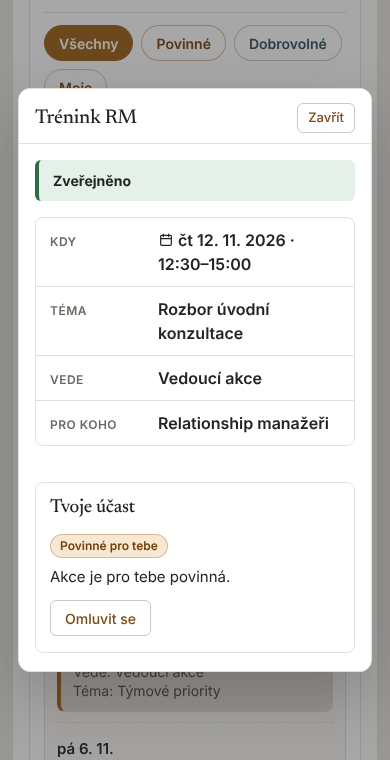 Všechny
Povinné
Dobrovolné
Moje
Trénink RM
Zavřít
Zveřejněno
KDY
čt 12. 11. 2026 ·
12:30–15:00
TÉMA
Rozbor úvodní
konzultace
VEDE
Vedoucí akce
PRO KOHO
Relationship manažeři
Tvoje účast
Povinné pro tebe
Akce je pro tebe povinná.
Omluvit se
Vede: Vedoucí akce
Téma: Týmové priority
pá 6. 11.